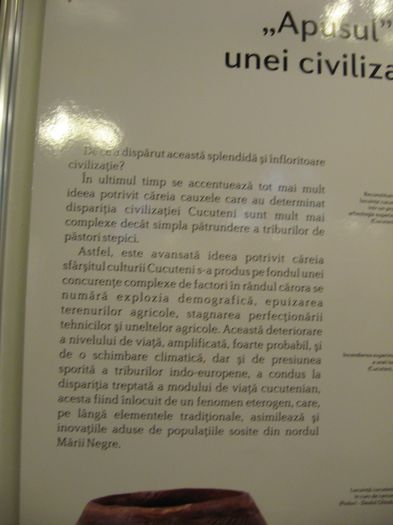 „Apusul”
unei civiliza
De ce a dispărut această splendidă şi înfloritoare
civilizaţie?
În ultimul timp se accentuează tot mai mult
ideea potrivit căreia cauzele care au determinat
dispariţia civilizaţiei Cucuteni sunt mult mai
complexe decât simpla pătrundere a triburilor de
păstori stepici.
Astfel, este avansată ideea potrivit căreia
sfârşitul culturii Cucuteni s-a produs pe fondul unei
concurenţe complexe de factori în rândul cărora se
numără explozia demografică, epuizarea
terenurilor agricole, stagnarea perfecţionării
tehnicilor şi uneltelor agricole. Această deteriorare
a nivelului de viaţă, amplificată, foarte probabil, şi
de o schimbare climatică, dar şi de presiunea
sporită a triburilor indo-europene, a condus la
dispariţia treptată a modului de viaţă cucutenian,
acesta fiind înlocuit de un fenomen eterogen, care,
pe lângă elementele tradiţionale, asimilează şi
inovaţiile aduse de populaţiile sosite din nordul
Mării Negre.